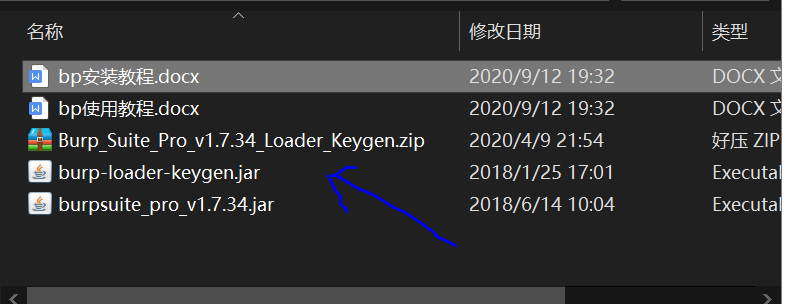 名称 修改日期 类型
bp安装教程.docx 2020/9/12 19:32 DOCX 文
bp使用教程.docx 2020/9/12 19:32 DOCX 文
Burp_Suite_Pro_v1.7.34_Loader_Keygen.zip 2020/4/9 21:54 好压 ZIP
burp-loader-keygen.jar 2018/1/25 17:01 Executal
burpsuite_pro_v1.7.34.jar 2018/6/14 10:04 Executal